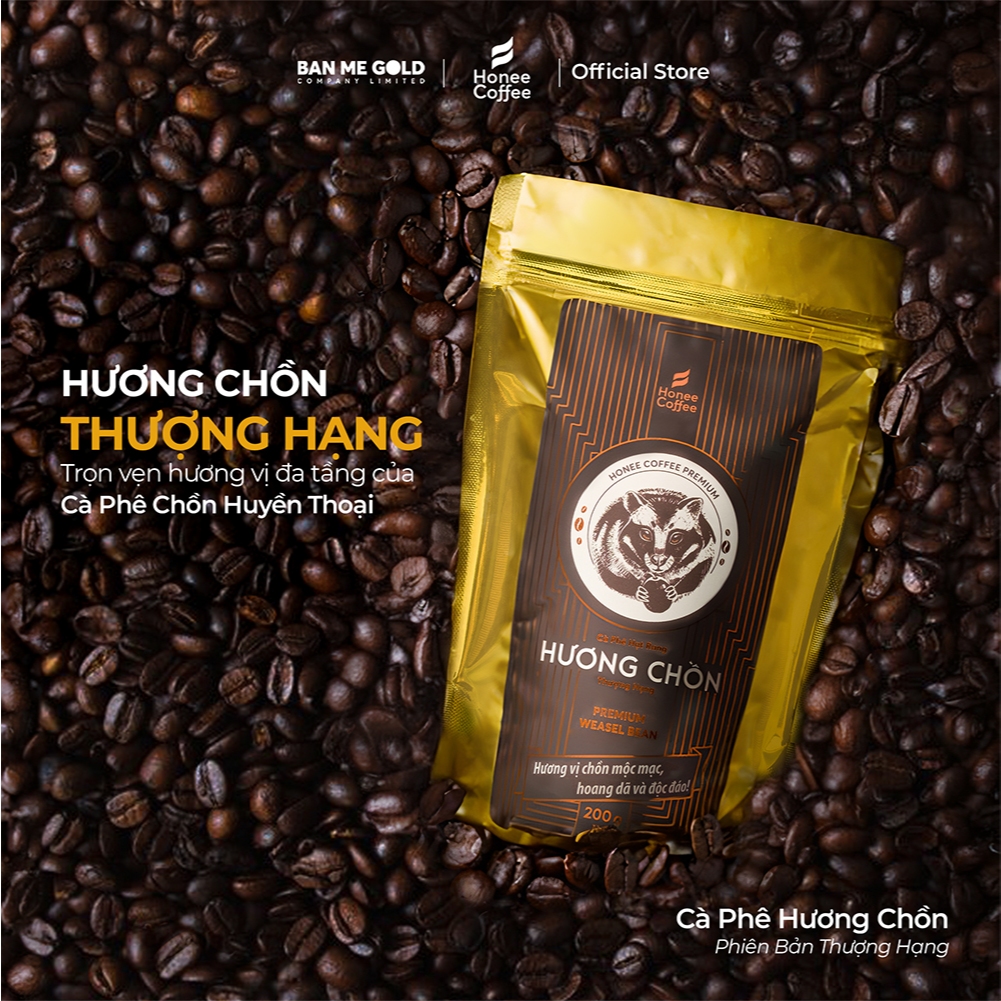 BAN ME GOLD
COMPANY LIMITED
Honee
Coffee
Official Store
HƯƠNG CHỒN
THƯỢNG HẠNG
Trọn vẹn hương vị đa tầng của
Cà Phê Chồn Huyền Thoại
Honee
Coffee
HONEE COFFEE PREMIUM
HƯƠNG CHỒN
PREMIUM
WEASEL BEAN
Hương vị chồn mộc mạc,
hoang dã và độc đáo!
200g
Cà Phê Hương Chồn
Phiên Bản Thượng Hạng